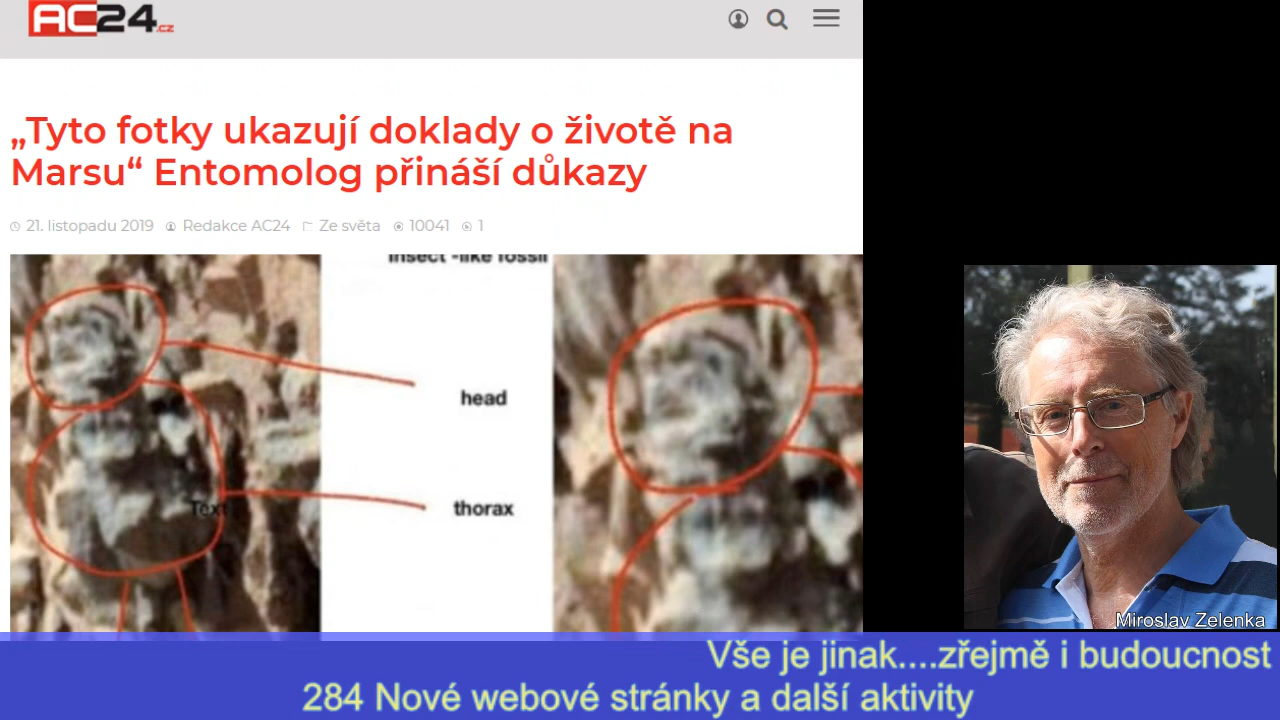 AC24.cz
„Tyto fotky ukazují doklady o životě na
Marsu“ Entomolog přináší důkazy
21. listopadu 2019 Redakce AC24 Ze světa 10041 1
Insect -like fossil
head
Text
thorax
Miroslav Zelenka
Vše je jinak....zřejmě i budoucnost
284 Nové webové stránky a další aktivity